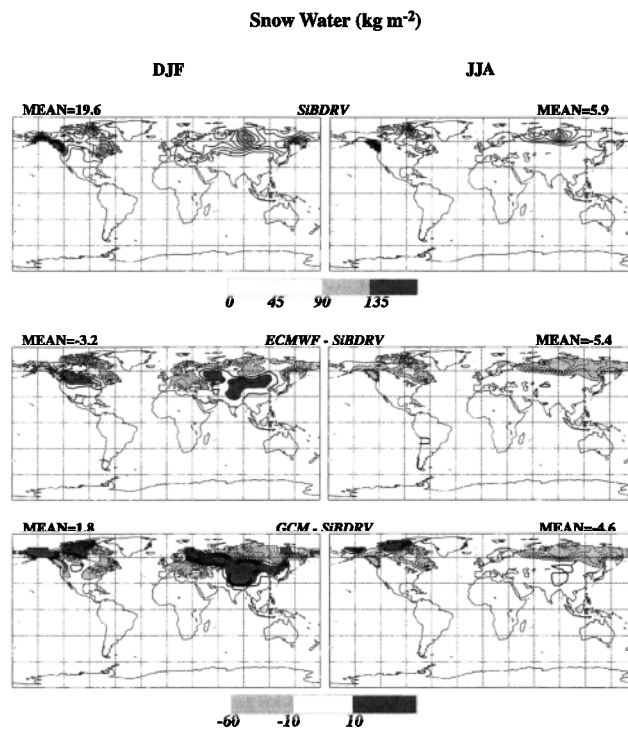 Snow Water (kg m-2)
DJF JJA
MEAN=19.6 SiBDRV MEAN=5.9
0 45 90 135
MEAN=-3.2 ECMWF - SiBDRV MEAN=-5.4
MEAN=1.8 GCM - SiBDRV MEAN=-4.6
-60 -10 10